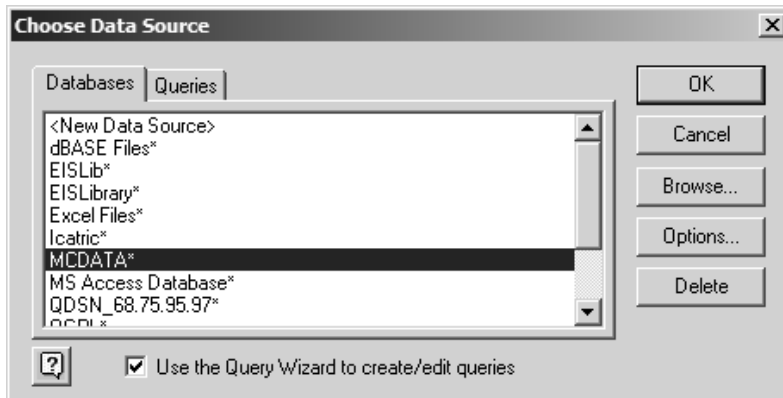 Choose Data Source
Databases
Queries
<New Data Source>
dBASE Files*
EISLib*
EISLibrary*
Excel Files*
Icatric*
MCDATA*
MS Access Database*
QDSN_68.75.95.97*
OK
Cancel
Browse...
Options...
Delete
Use the Query Wizard to create/edit queries